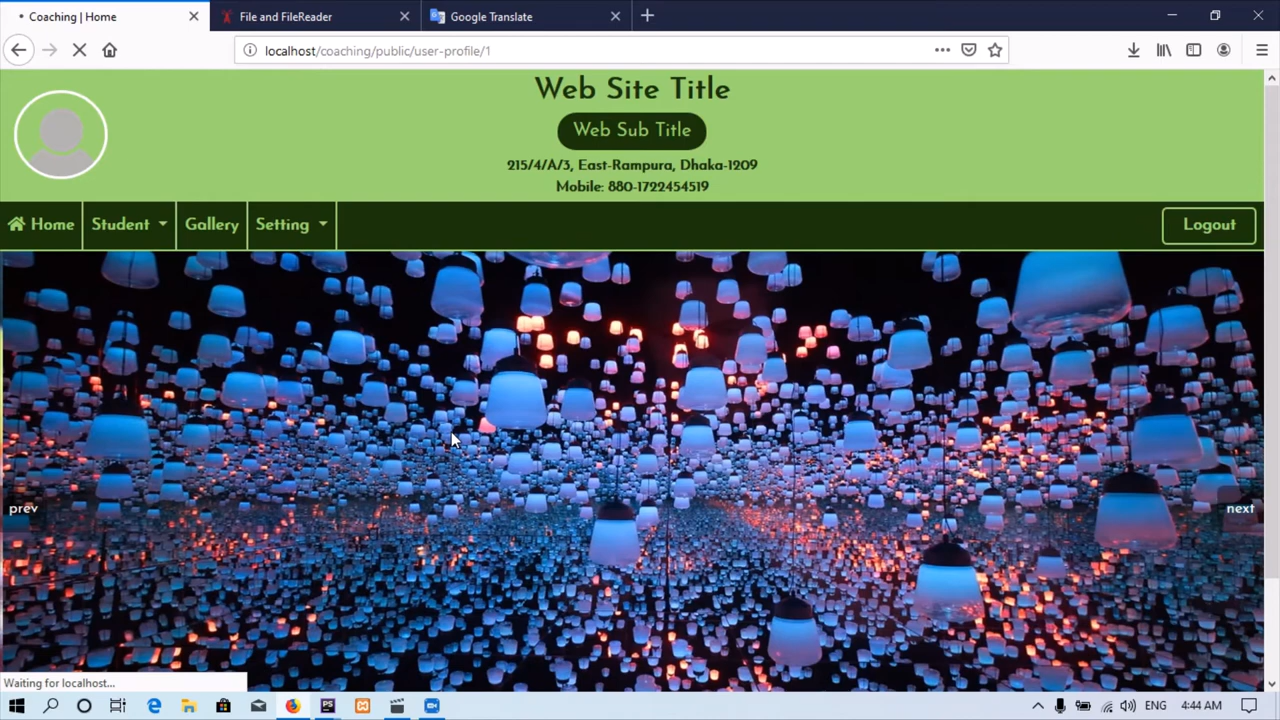 Coaching | Home
File and FileReader
Google Translate
localhost/coaching/public/user-profile/1
Web Site Title
Web Sub Title
215/4/A/3, East-Rampura, Dhaka-1209
Mobile: 880-1722454519
Home
Student
Gallery
Setting
Logout
prev
next
Waiting for localhost...
PS
ENG
4:44 AM